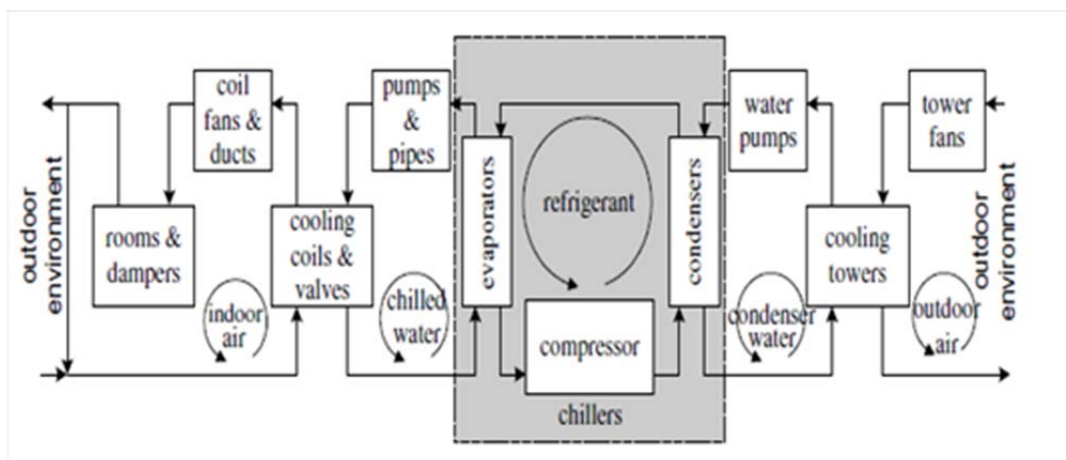 outdoor
environment
rooms &
dampers
coil
fans &
ducts
indoor
air
cooling
coils &
valves
pumps
&
pipes
chilled
water
evaporators
refrigerant
compressor
chillers
condensers
water
pumps
condenser
water
cooling
towers
tower
fans
outdoor
air
outdoor
environment